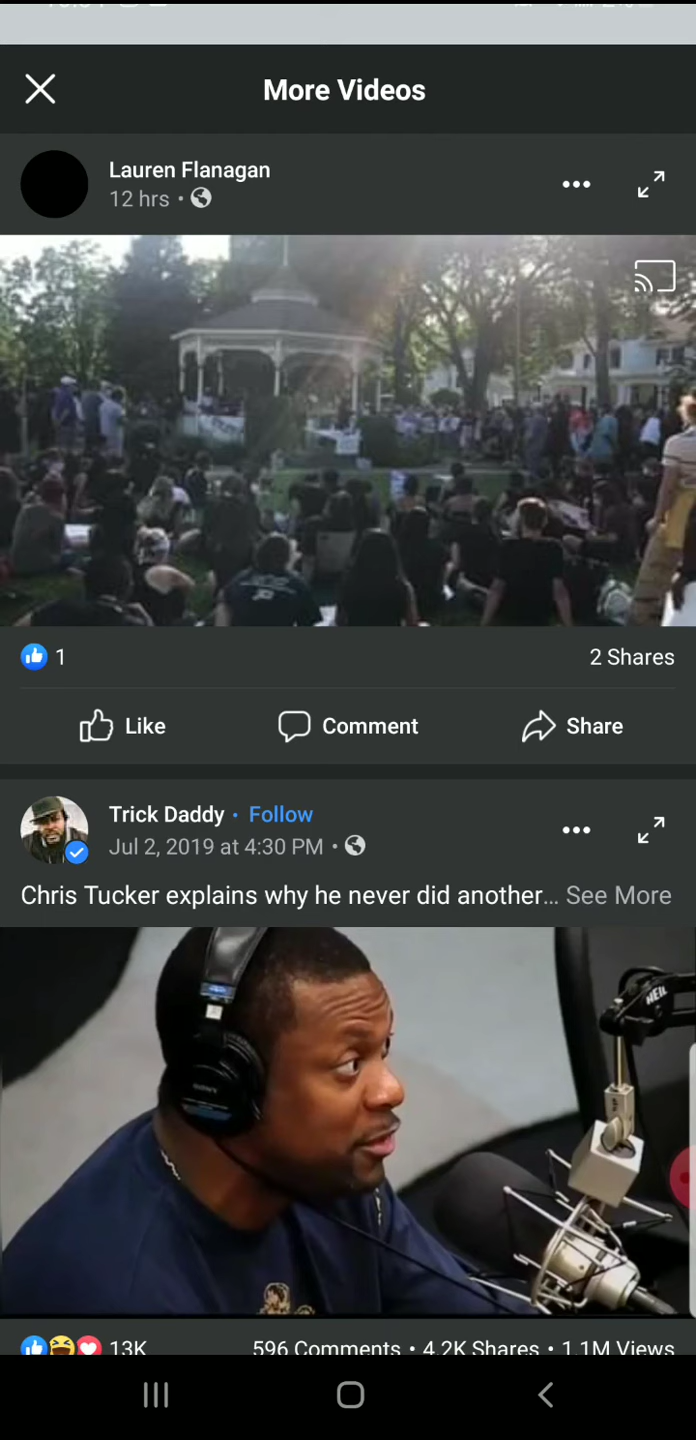 More Videos
Lauren Flanagan
12 hrs •
1
2 Shares
Like
Comment
Share
Trick Daddy • Follow
Jul 2, 2019 at 4:30 PM •
Chris Tucker explains why he never did another... See More
SONY
HEIL
13K
596 Comments • 4.2K Shares • 1.1M Views